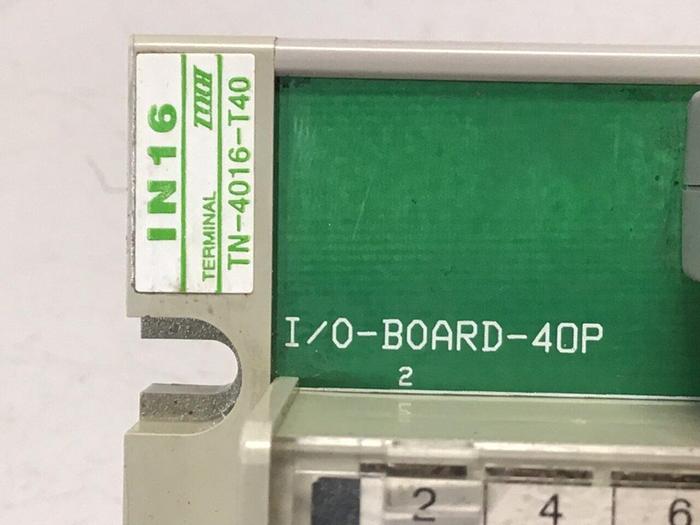 IN16
TERMINAL
TN-4016-T40
I/O-BOARD-40P
2
2
4
6